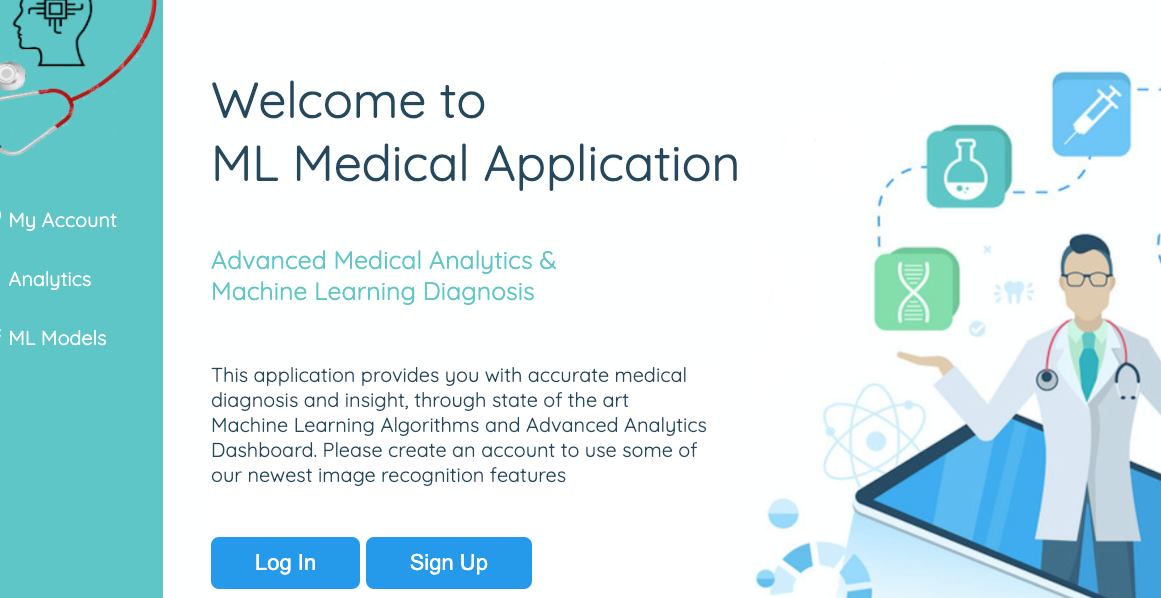 My Account
Analytics
ML Models
Welcome to
ML Medical Application
Advanced Medical Analytics &
Machine Learning Diagnosis
This application provides you with accurate medical
diagnosis and insight, through state of the art
Machine Learning Algorithms and Advanced Analytics
Dashboard. Please create an account to use some of
our newest image recognition features
Log In
Sign Up